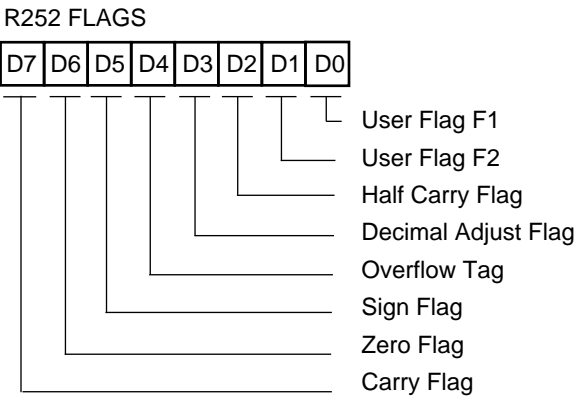 R252 FLAGS
D7 D6 D5 D4 D3 D2 D1 D0
User Flag F1
User Flag F2
Half Carry Flag
Decimal Adjust Flag
Overflow Tag
Sign Flag
Zero Flag
Carry Flag